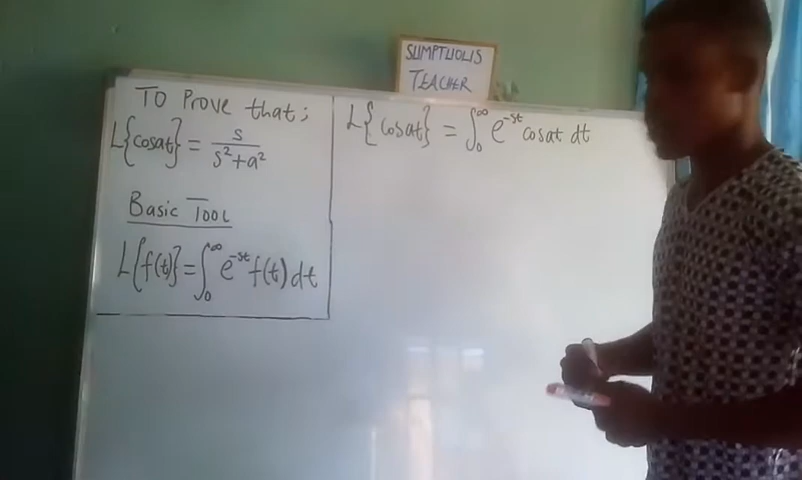 SUMPTUOUS
TEACHER
TO Prove that;
L{cosat} = s/(s²+a²)
Basic Tool
L{f(t)} = ∫₀^∞ e^-st f(t) dt
L{cosat} = ∫₀^∞ e^-st cosat dt